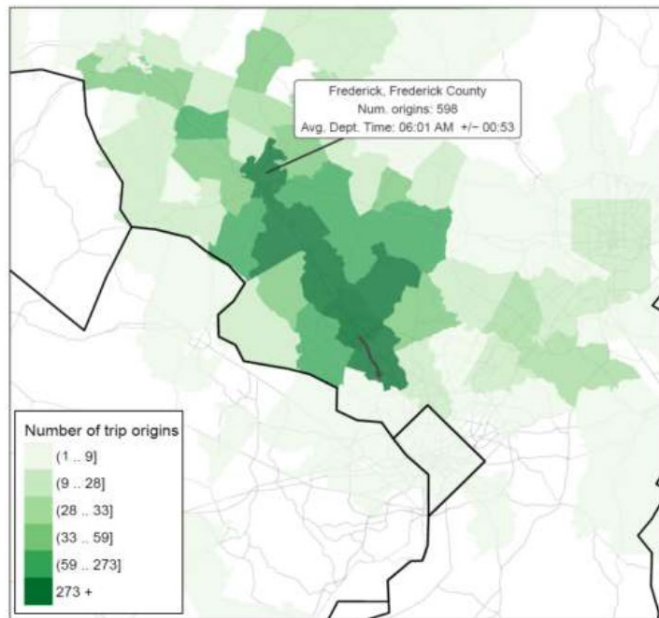 Frederick, Frederick County
Num. origins: 598
Avg. Dept. Time: 06:01 AM +/− 00:53
Number of trip origins
(1 .. 9]
(9 .. 28]
(28 .. 33]
(33 .. 59]
(59 .. 273]
273 +